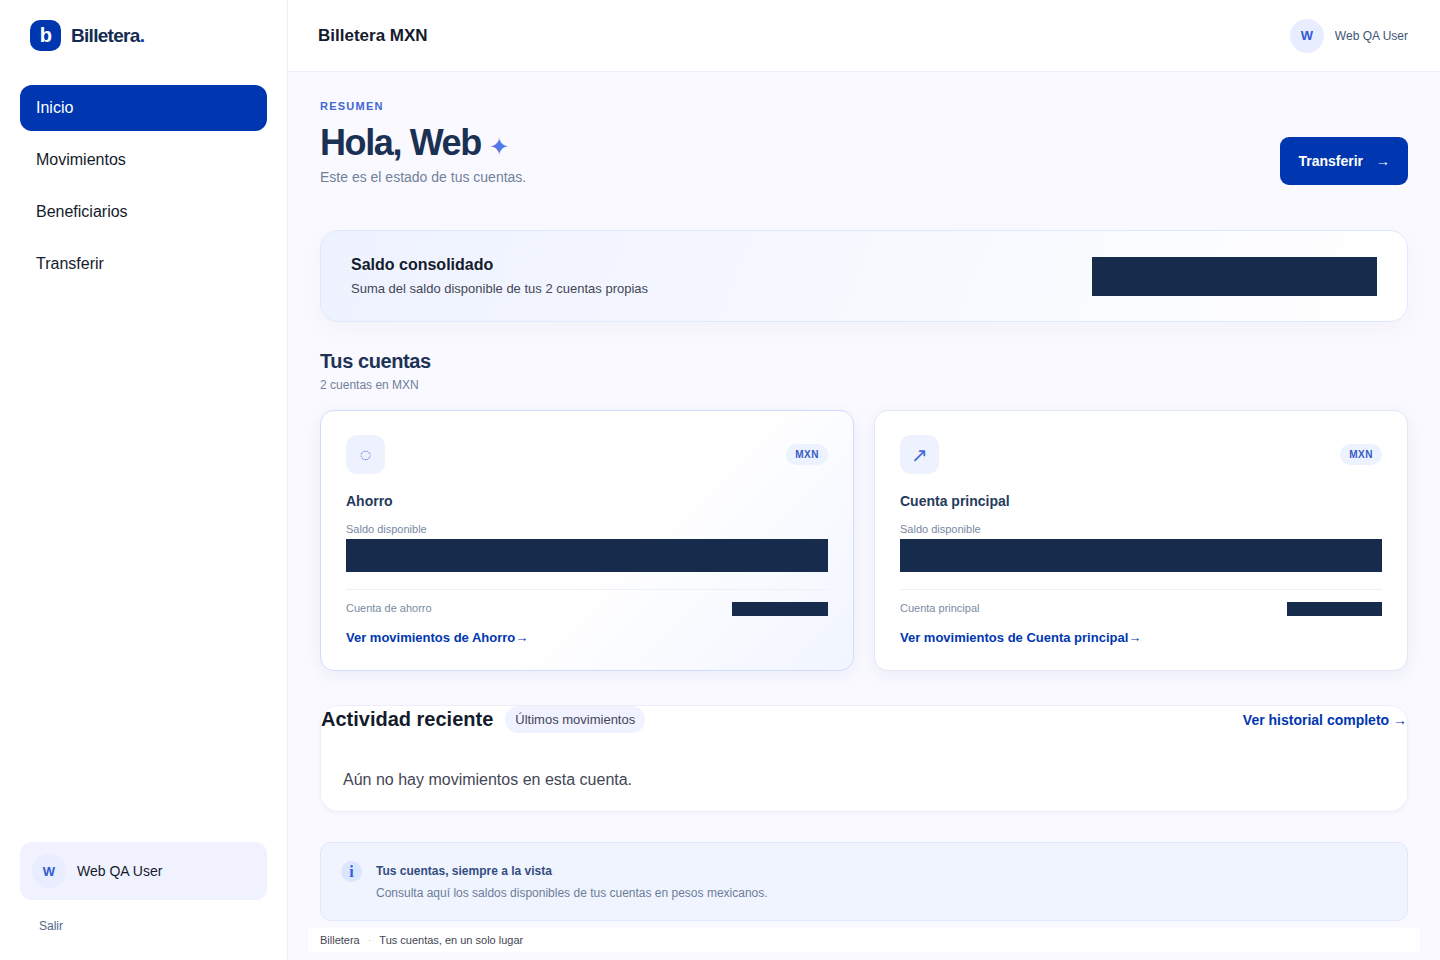 b Billetera.
Inicio
Movimientos
Beneficiarios
Transferir
W Web QA User
Salir
Billetera MXN
W Web QA User
RESUMEN
Hola, Web ✦
Este es el estado de tus cuentas.
Transferir →
Saldo consolidado
Suma del saldo disponible de tus 2 cuentas propias
Tus cuentas
2 cuentas en MXN
MXN
Ahorro
Saldo disponible
Cuenta de ahorro
Ver movimientos de Ahorro→
↗ MXN
Cuenta principal
Saldo disponible
Cuenta principal
Ver movimientos de Cuenta principal→
Actividad reciente Últimos movimientos Ver historial completo →
Aún no hay movimientos en esta cuenta.
i Tus cuentas, siempre a la vista
Consulta aquí los saldos disponibles de tus cuentas en pesos mexicanos.
Billetera · Tus cuentas, en un solo lugar